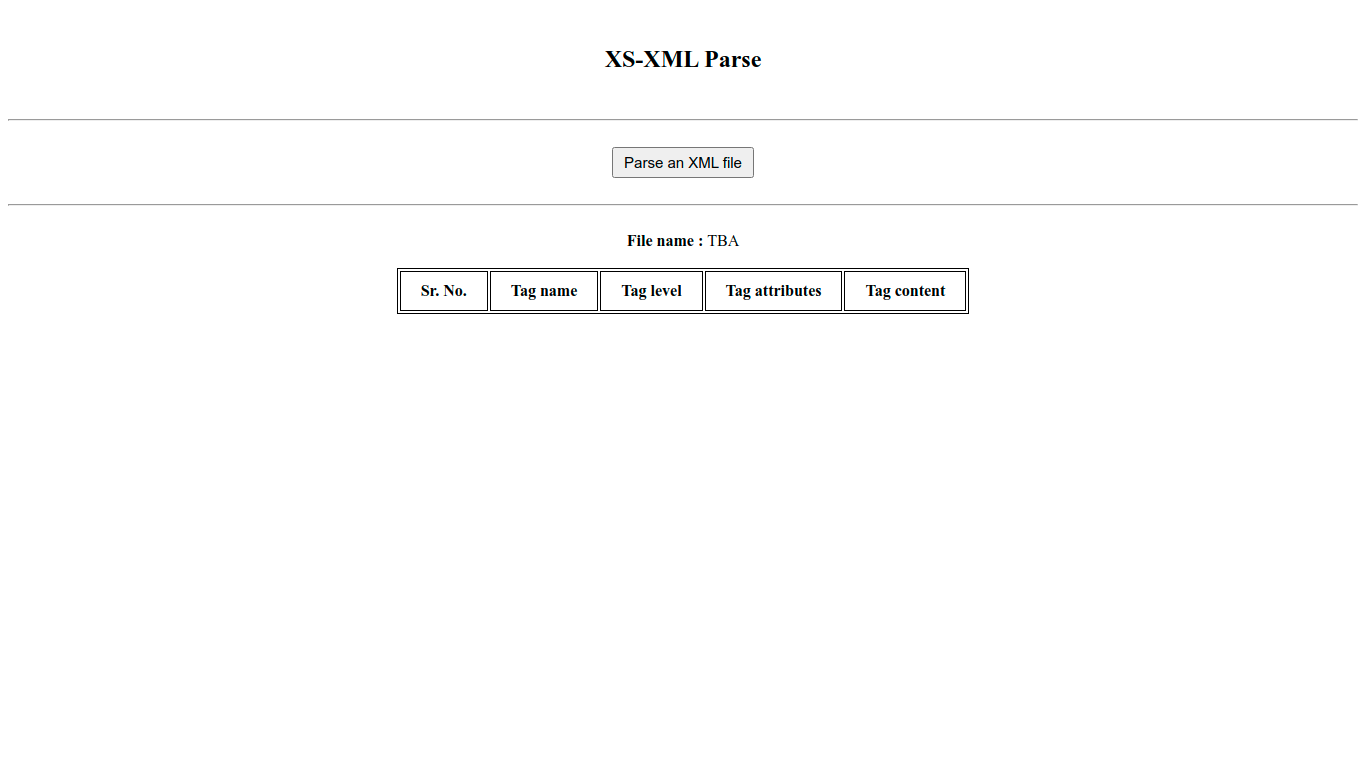 XS-XML Parse
Parse an XML file
File name : TBA
Sr. No. Tag name Tag level Tag attributes Tag content